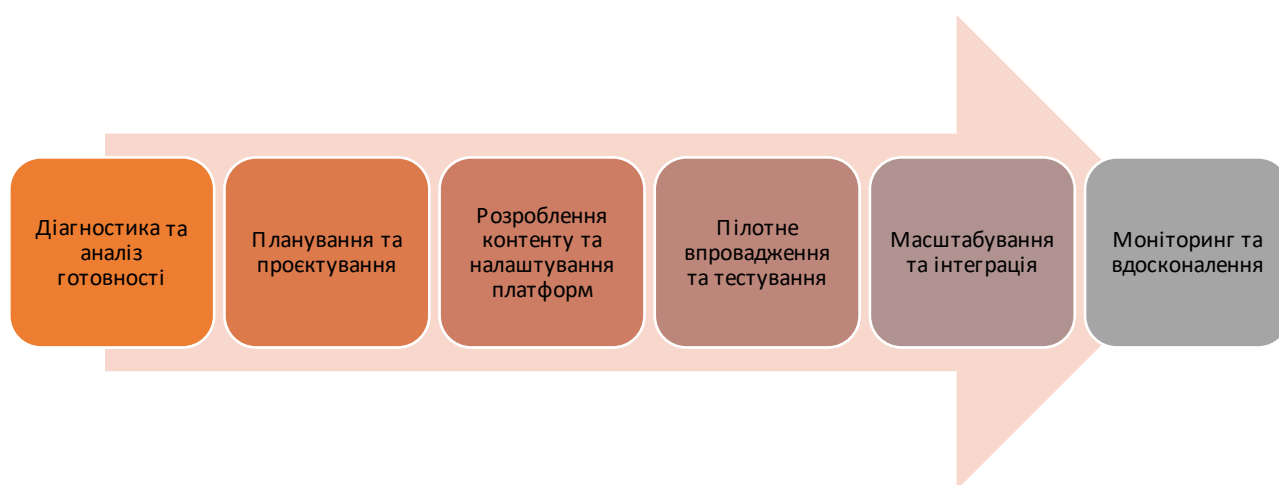 Діагностика та
аналіз
готовності
Планування та
проєктування
Розроблення
контенту та
налаштування
платформ
Пілотне
впровадження
та тестування
Масштабування
та інтеграція
Моніторинг та
вдосконалення